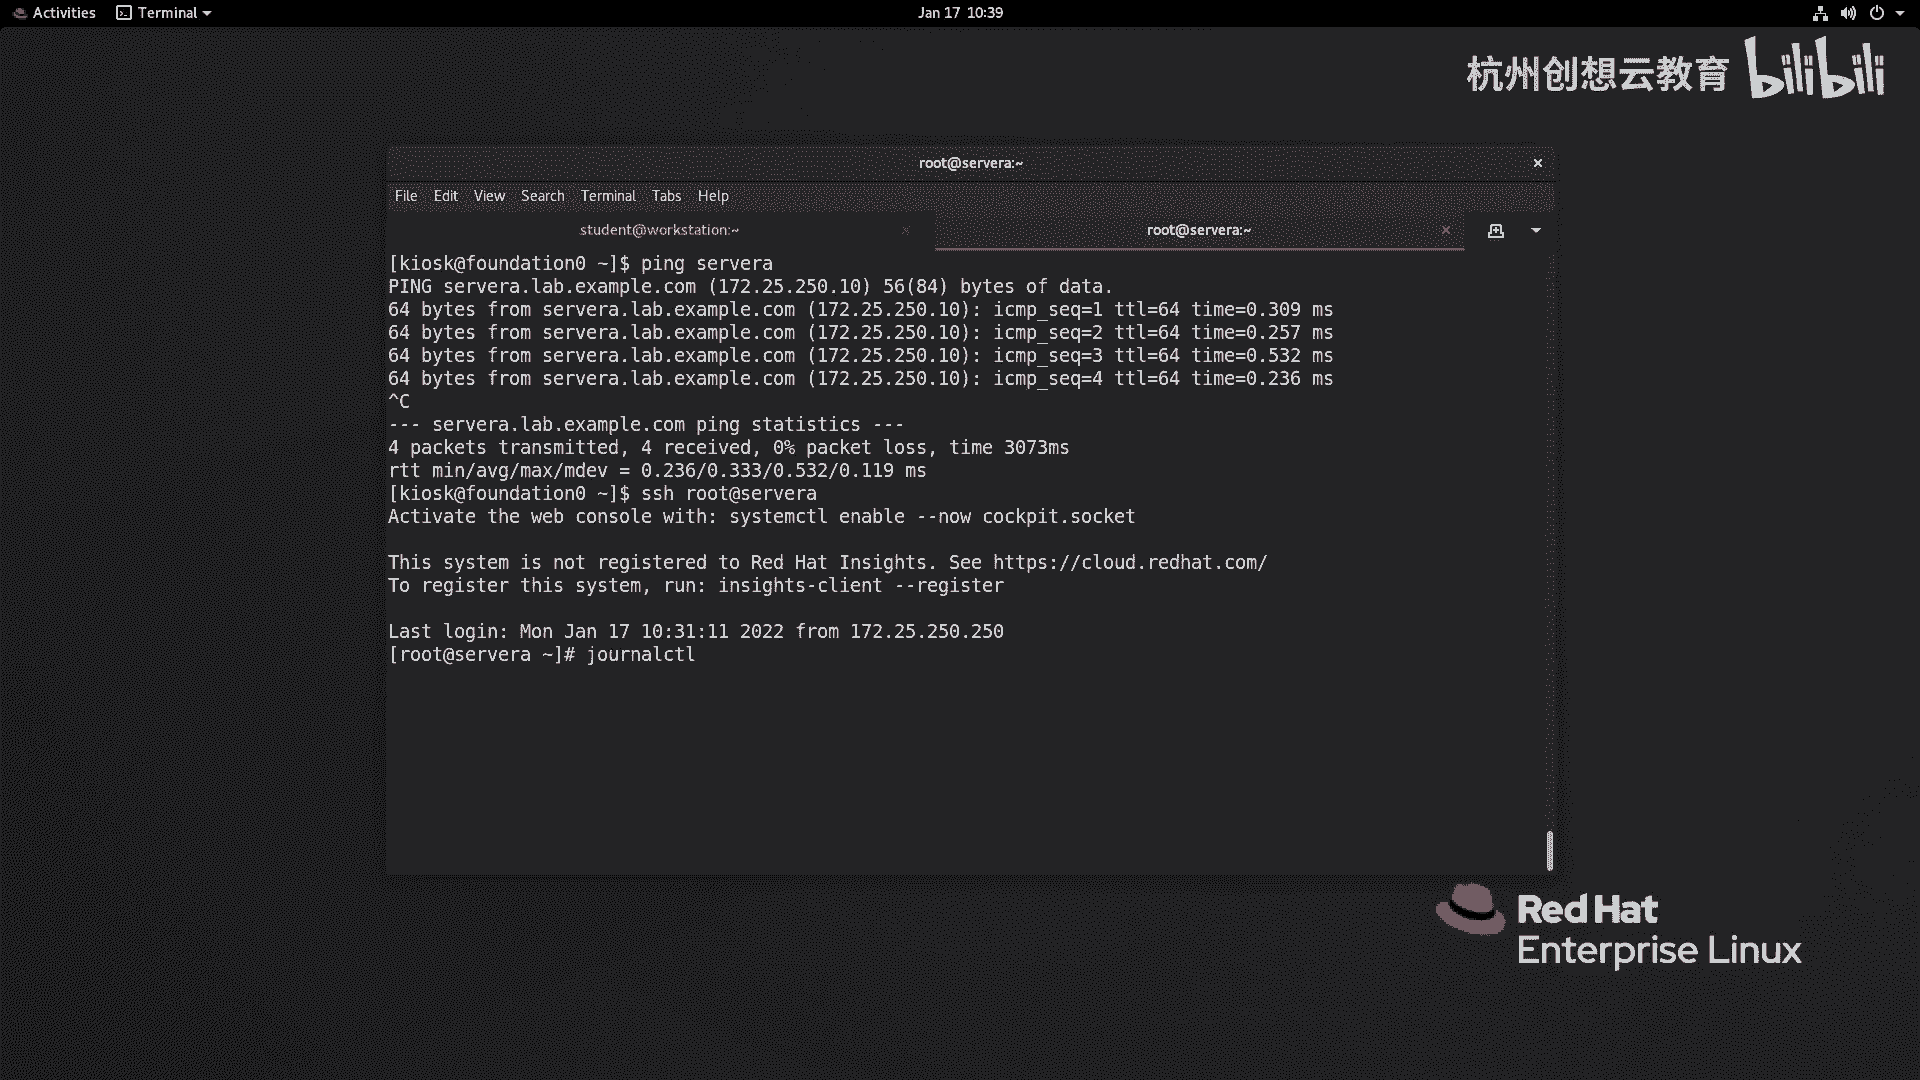 Activities Terminal Jan 17 10:39
杭州创想云教育 bilibili
root@servera:~
File Edit View Search Terminal Tabs Help
student@workstation:~ root@servera:~
[kiosk@foundation0 ~]$ ping servera
PING servera.lab.example.com (172.25.250.10) 56(84) bytes of data.
64 bytes from servera.lab.example.com (172.25.250.10): icmp_seq=1 ttl=64 time=0.309 ms
64 bytes from servera.lab.example.com (172.25.250.10): icmp_seq=2 ttl=64 time=0.257 ms
64 bytes from servera.lab.example.com (172.25.250.10): icmp_seq=3 ttl=64 time=0.532 ms
64 bytes from servera.lab.example.com (172.25.250.10): icmp_seq=4 ttl=64 time=0.236 ms
^C
--- servera.lab.example.com ping statistics ---
4 packets transmitted, 4 received, 0% packet loss, time 3073ms
rtt min/avg/max/mdev = 0.236/0.333/0.532/0.119 ms
[kiosk@foundation0 ~]$ ssh root@servera
Activate the web console with: systemctl enable --now cockpit.socket
This system is not registered to Red Hat Insights. See https://cloud.redhat.com/
To register this system, run: insights-client --register
Last login: Mon Jan 17 10:31:11 2022 from 172.25.250.250
[root@servera ~]# journalctl
Red Hat
Enterprise Linux